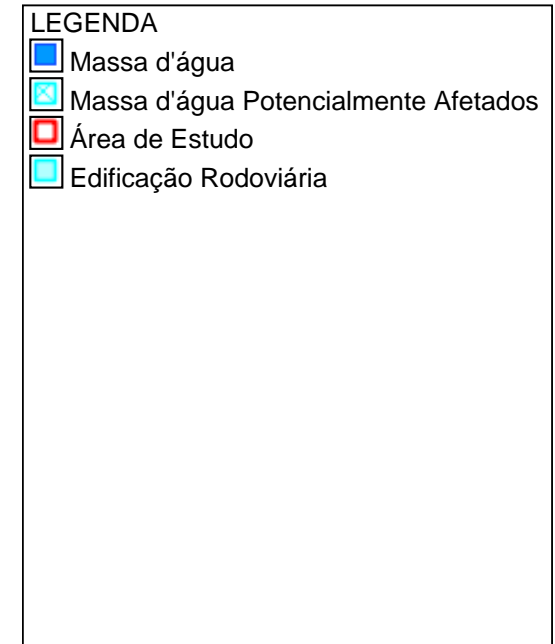 LEGENDA
Massa d'água
Massa d'água Potencialmente Afetados
Área de Estudo
Edificação Rodoviária